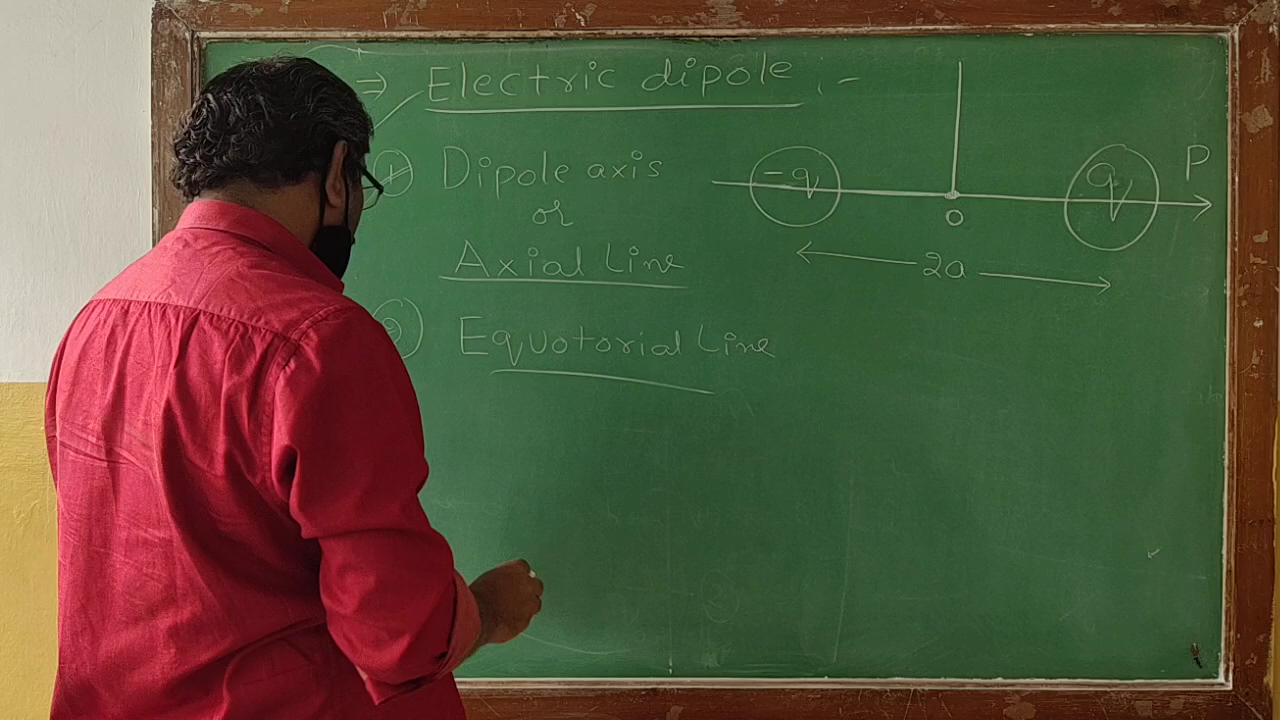 ⇒ Electric dipole :-
① Dipole axis
or
Axial Line
② Equotorial Line
-q
q
P
o
2a